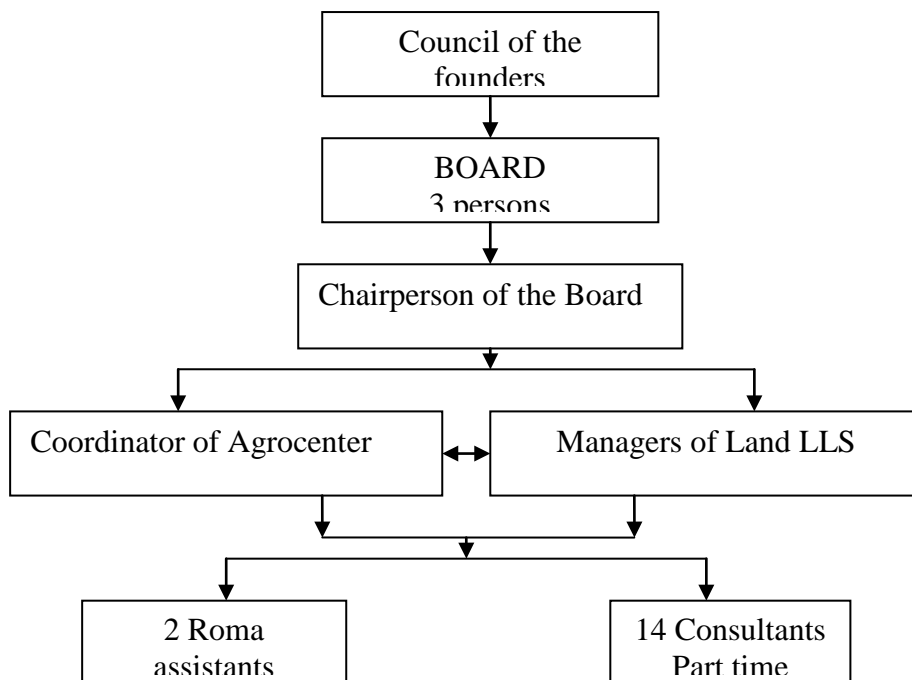 Council of the
founders
BOARD
3 persons
Chairperson of the Board
Coordinator of Agrocenter
Managers of Land LLS
2 Roma
assistants
14 Consultants
Part time